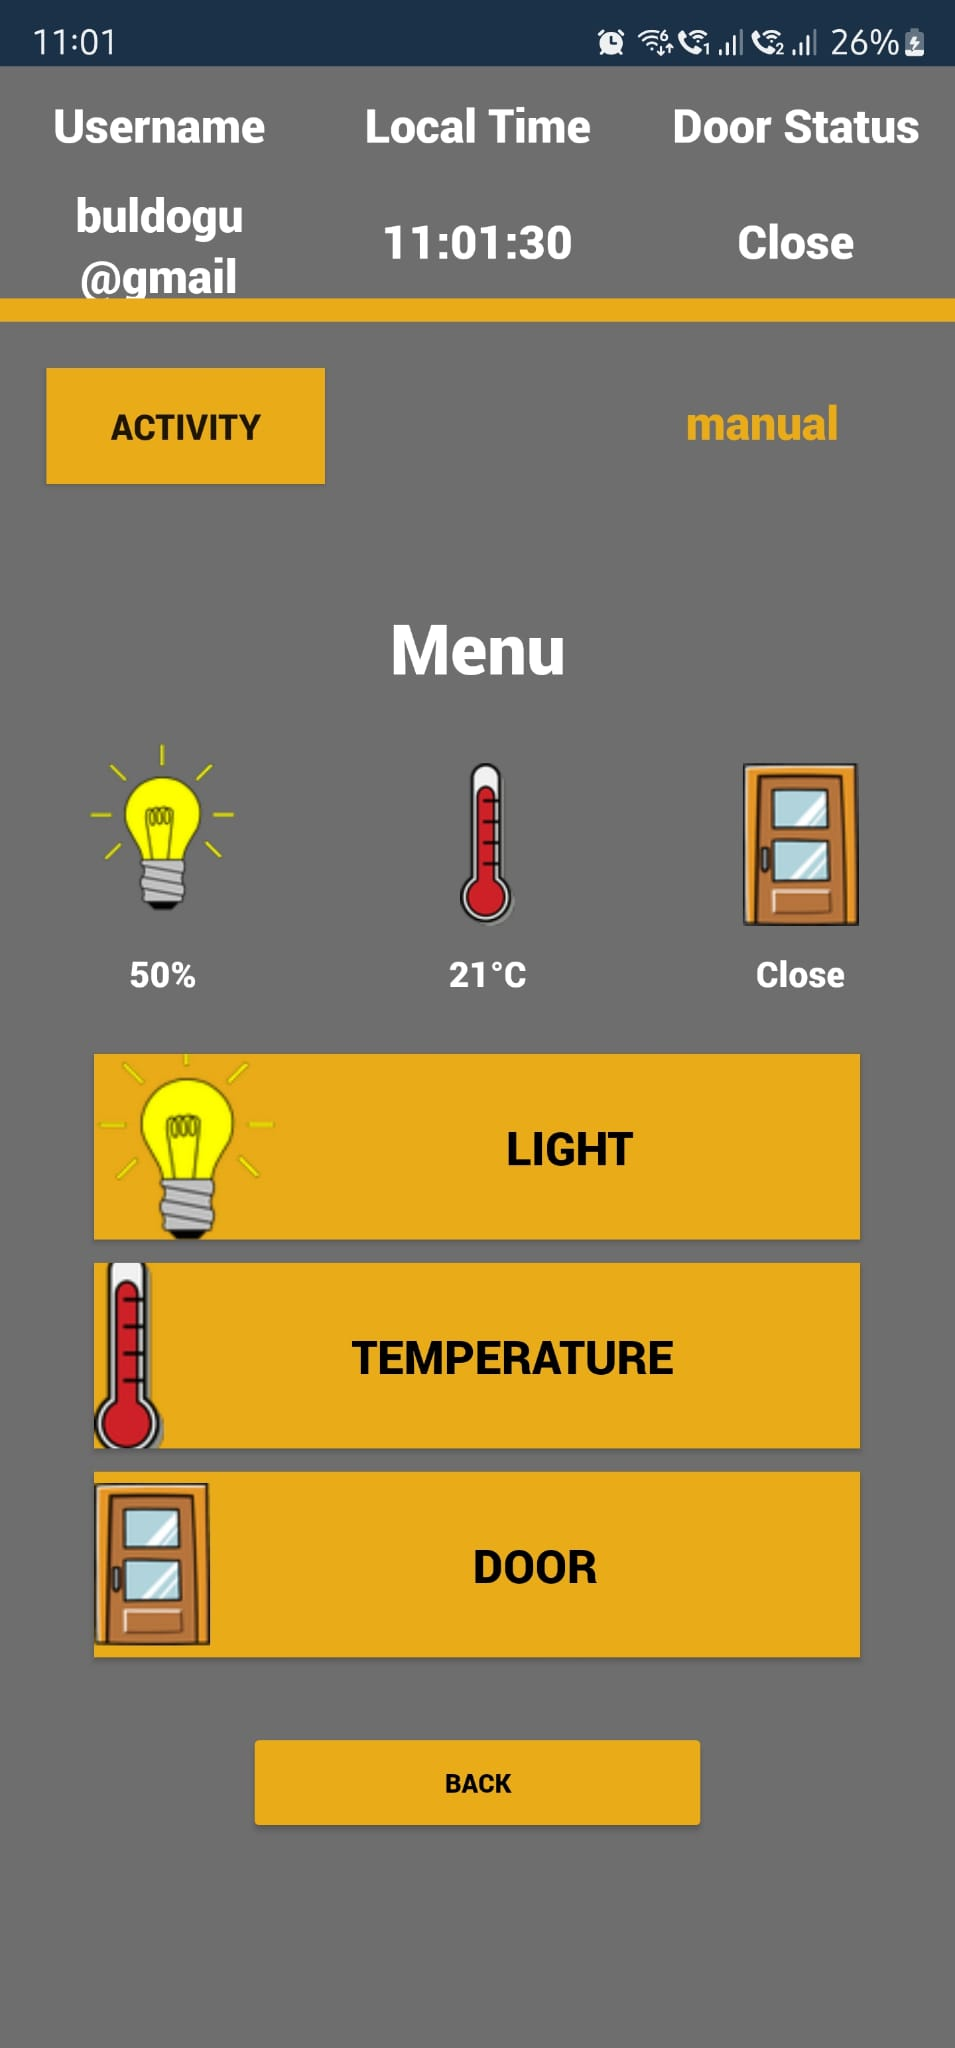 11:01
26%
Username Local Time Door Status
buldogu
@gmail
11:01:30 Close
ACTIVITY manual
Menu
50% 21°C Close
LIGHT
TEMPERATURE
DOOR
BACK